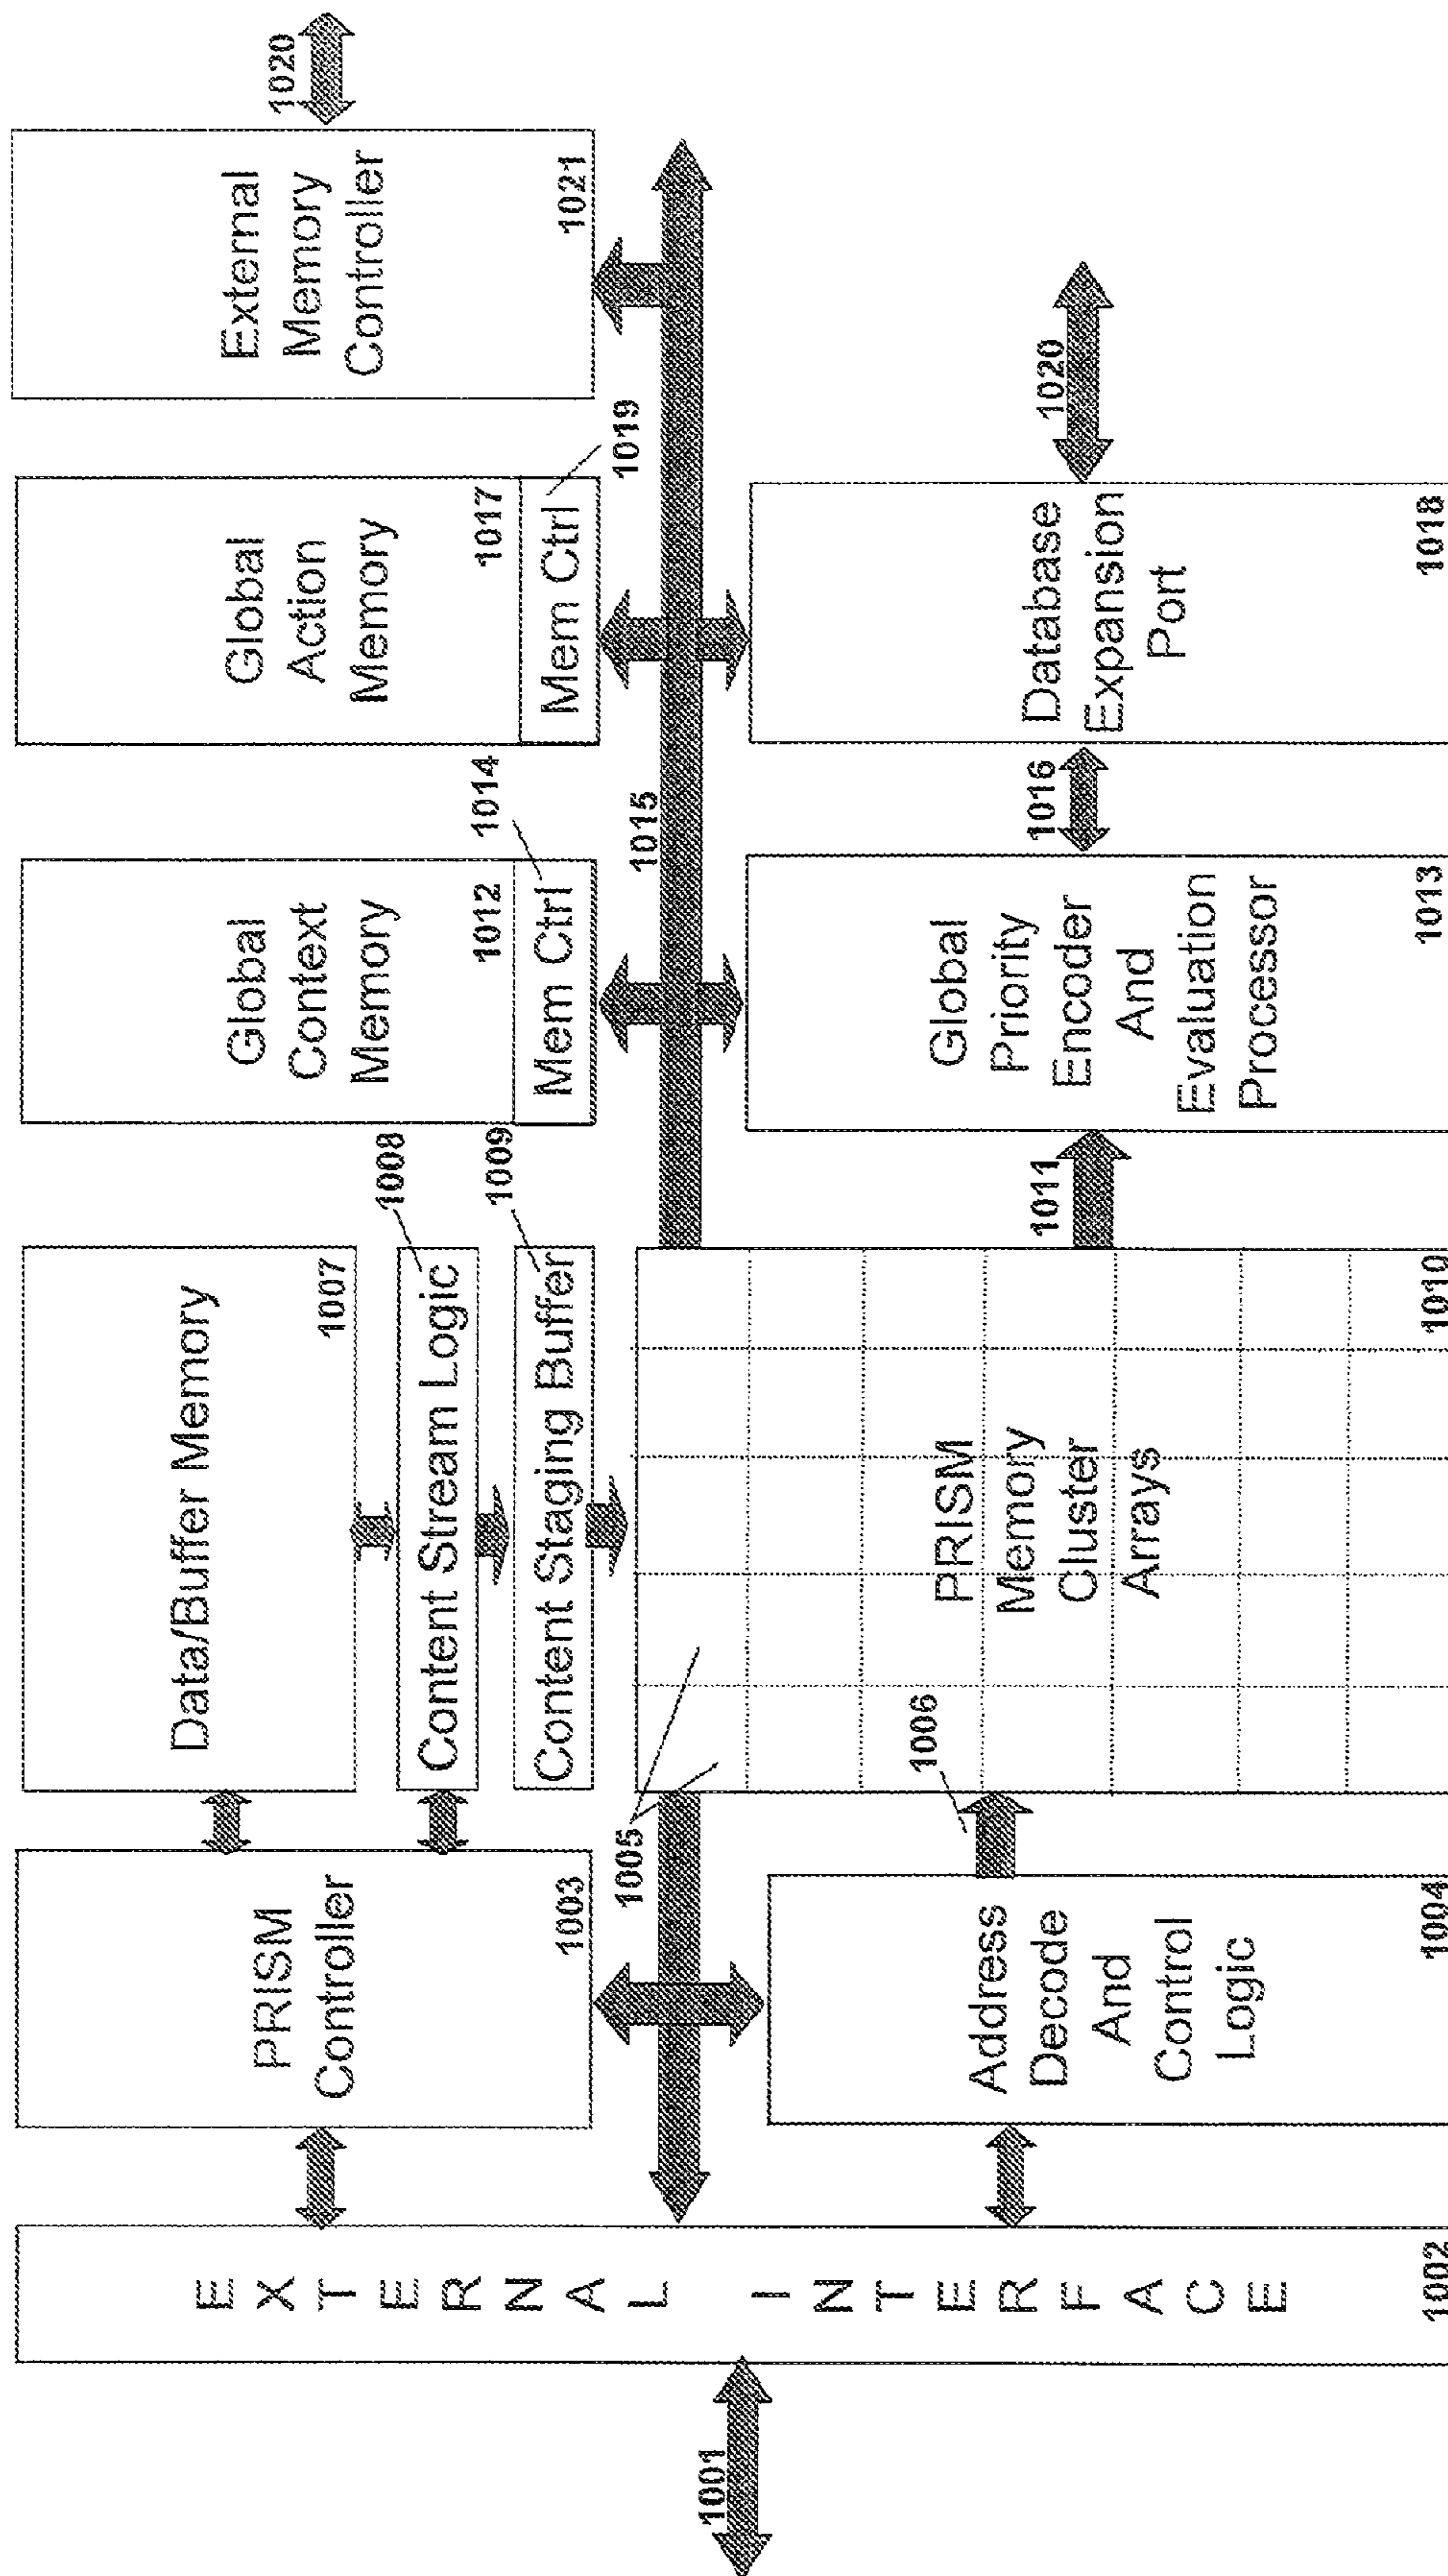 1001
EXTERNAL INTERFACE
1002
PRISM
Controller
1003
Address
Decode
And
Control
Logic
1004
1005
1006
Data/Buffer Memory
1007
Content Stream Logic
1008
Content Staging Buffer
1009
PRISM
Memory
Cluster
Arrays
1010
1011
Global
Context
Memory
1012
Mem Ctrl
1014
1015
Global
Priority
Encoder
And
Evaluation
Processor
1013
1016
Global
Action
Memory
1017
Mem Ctrl
1019
Database
Expansion
Port
1018
1020
External
Memory
Controller
1021
1020